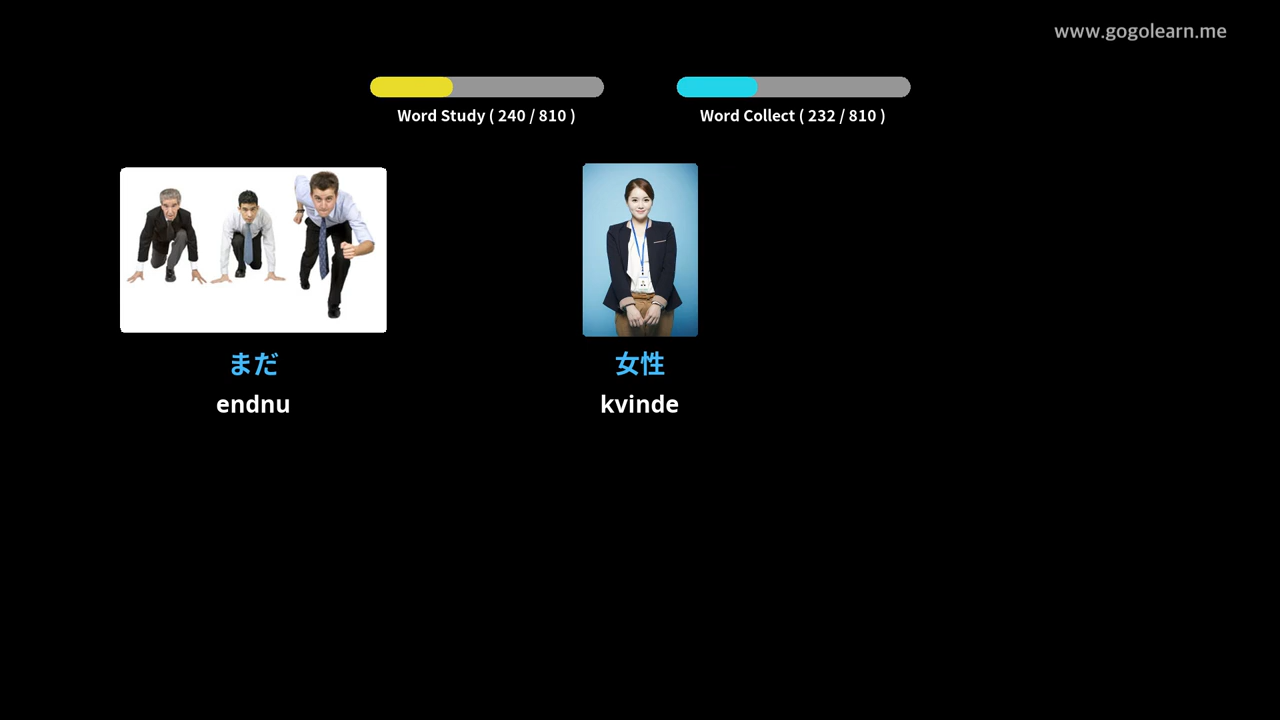 www.gogolearn.me
Word Study ( 240 / 810 )
Word Collect ( 232 / 810 )
まだ
endnu
女性
kvinde